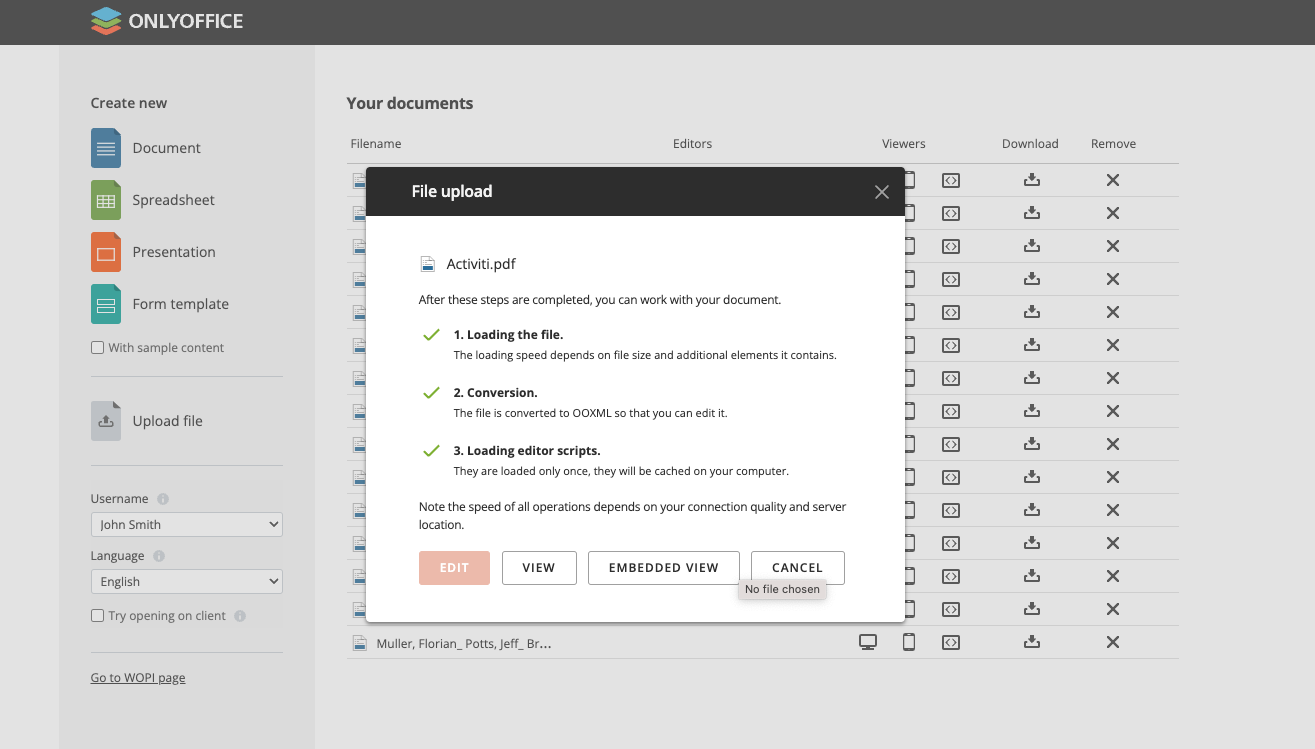 ONLYOFFICE
Create new
Document
Spreadsheet
Presentation
Form template
With sample content
Upload file
Username
John Smith
Language
English
Try opening on client
Go to WOPI page
Your documents
Filename Editors Viewers Download Remove
File upload
Activiti.pdf
After these steps are completed, you can work with your document.
1. Loading the file.
The loading speed depends on file size and additional elements it contains.
2. Conversion.
The file is converted to OOXML so that you can edit it.
3. Loading editor scripts.
They are loaded only once, they will be cached on your computer.
Note the speed of all operations depends on your connection quality and server
location.
EDIT VIEW EMBEDDED VIEW CANCEL
No file chosen
Muller, Florian_ Potts, Jeff_ Br...